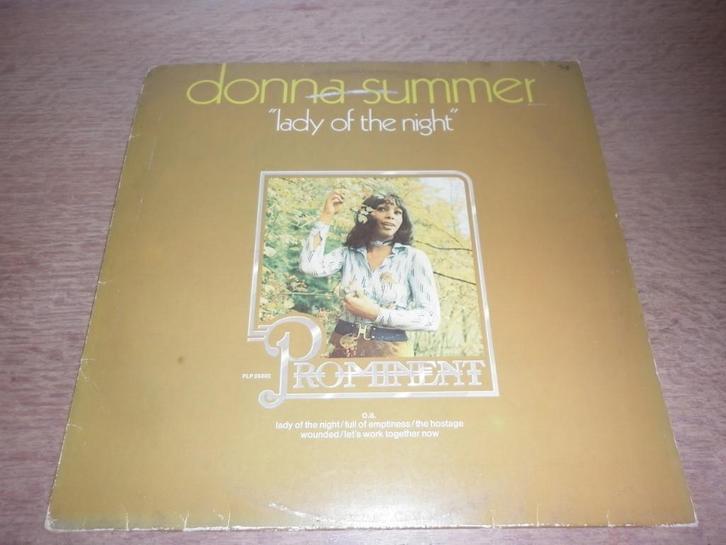 donna summer
"lady of the night"
PROMINENT
o.a.
lady of the night/full of emptiness/the hostage
wounded/let's work together now